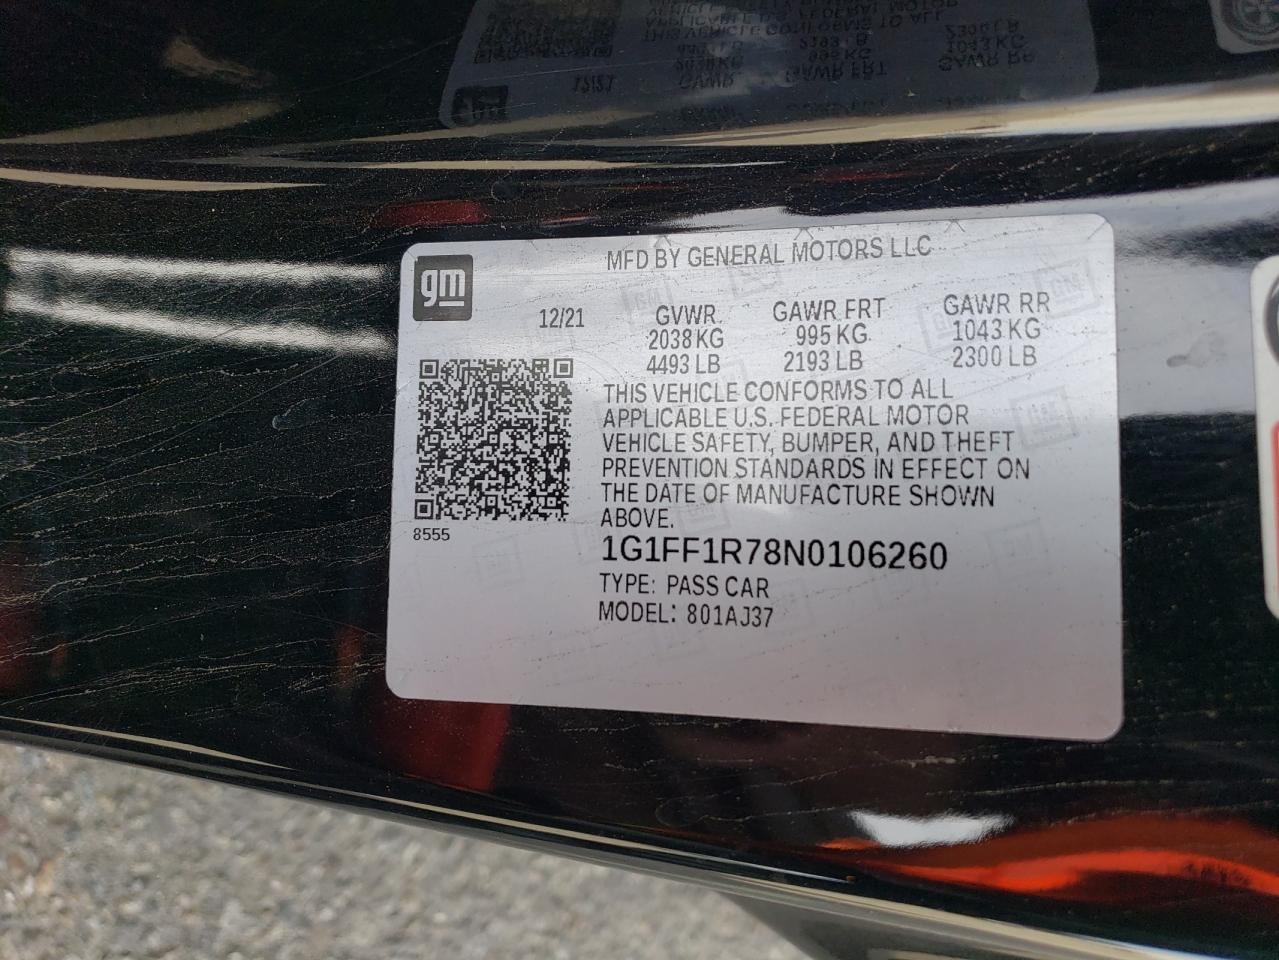 MFD BY GENERAL MOTORS LLC
gm
12/21
GVWR GAWR FRT GAWR RR
2038 KG 995 KG 1043 KG
4493 LB 2193 LB 2300 LB
THIS VEHICLE CONFORMS TO ALL
APPLICABLE U.S. FEDERAL MOTOR
VEHICLE SAFETY, BUMPER, AND THEFT
PREVENTION STANDARDS IN EFFECT ON
THE DATE OF MANUFACTURE SHOWN
ABOVE.
8555
1G1FF1R78N0106260
TYPE: PASS CAR
MODEL: 801AJ37